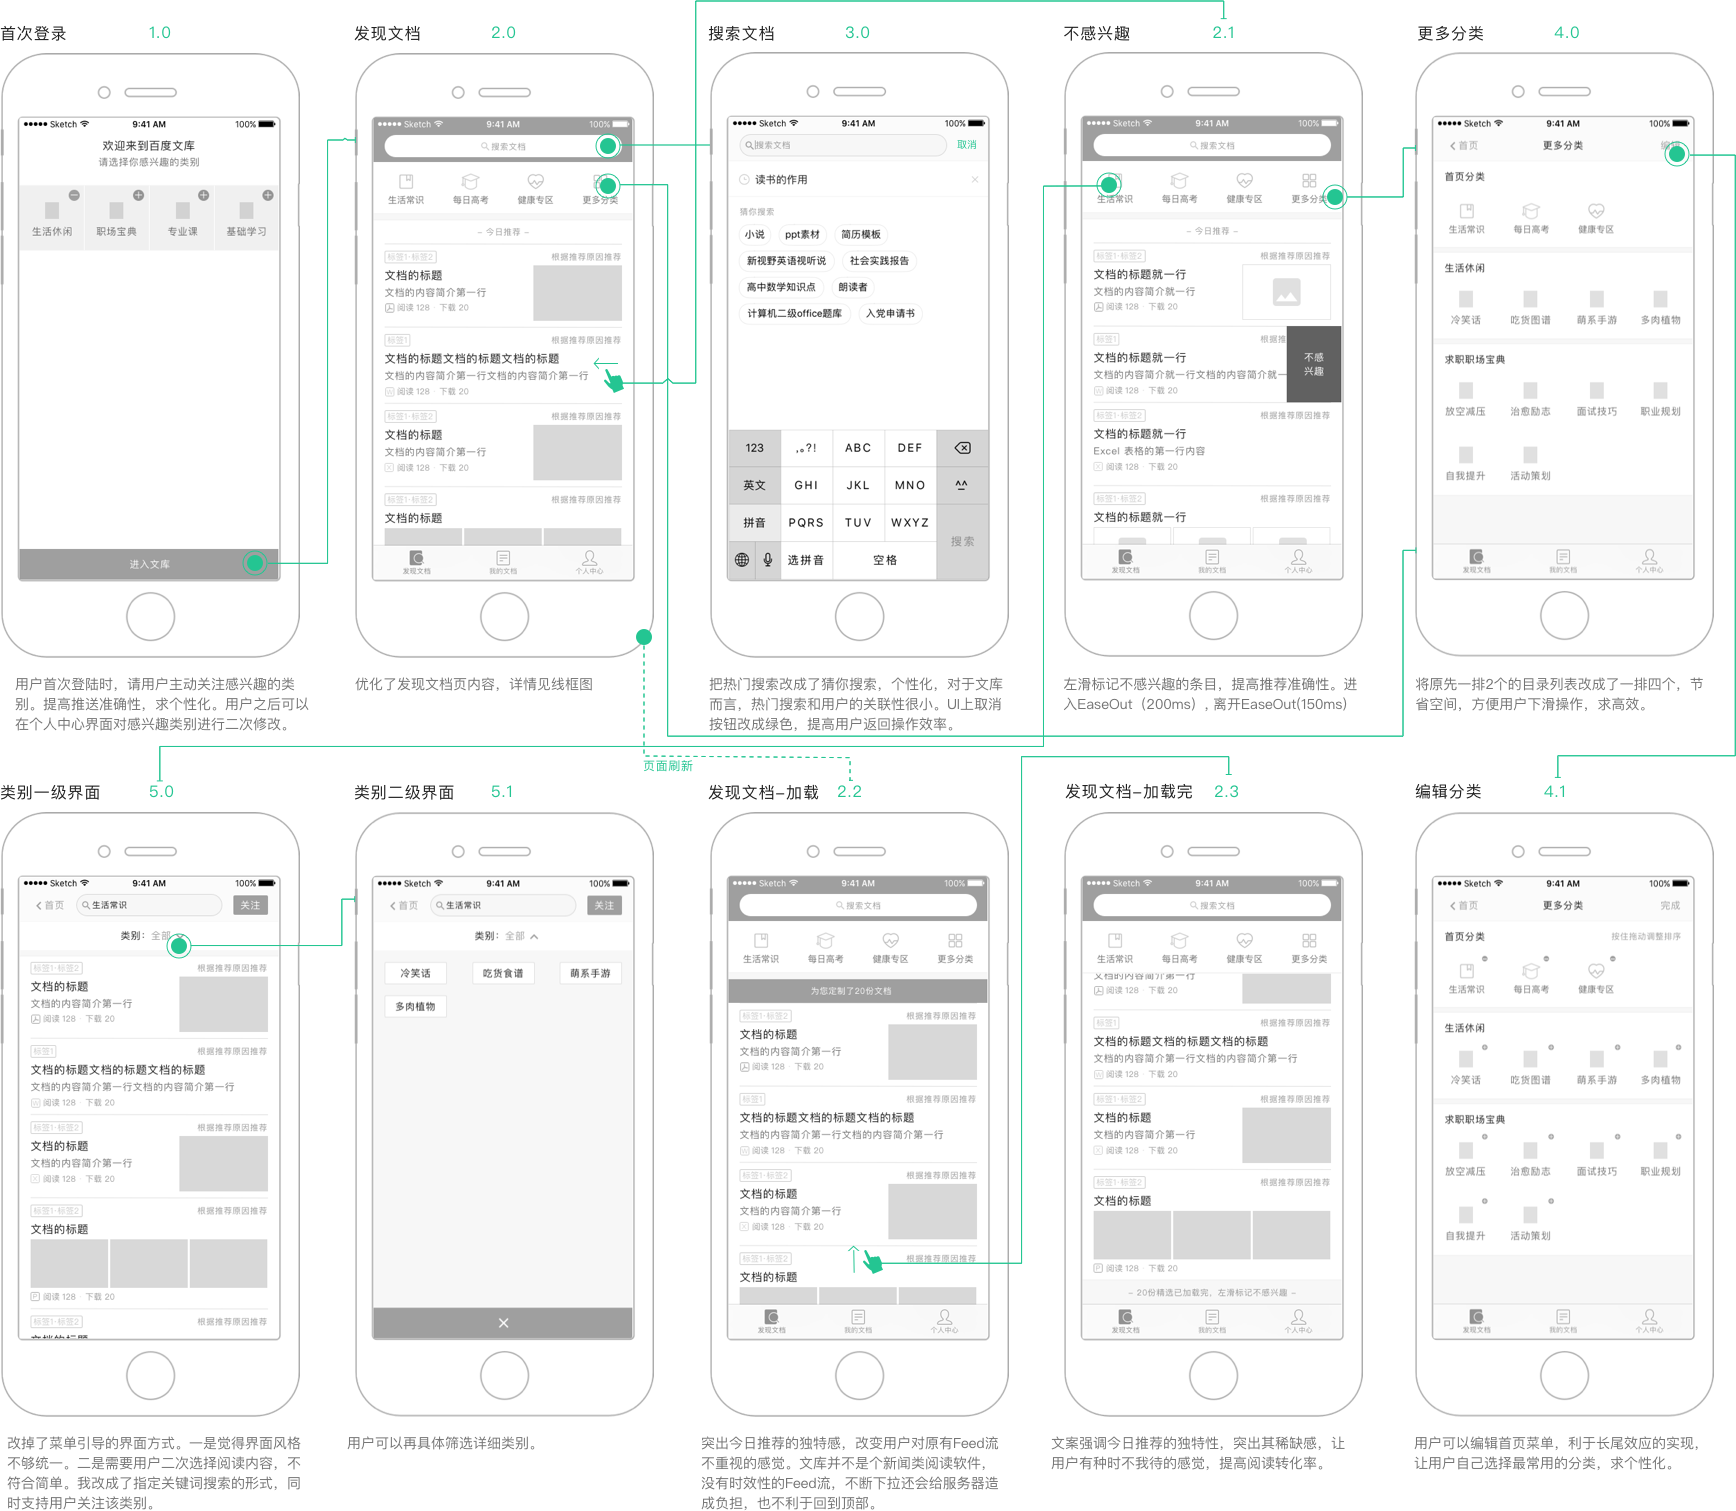 首次登录 1.0
●●●●● Sketch 9:41 AM 100%
欢迎来到百度文库
请选择你感兴趣的类别
生活休闲 职场宝典 专业课 基础学习
进入文库
用户首次登陆时，请用户主动关注感兴趣的类
别。提高推送准确性，求个性化。用户之后可以
在个人中心界面对感兴趣类别进行二次修改。
发现文档 2.0
●●●●● Sketch 9:41 AM 100%
搜索文档
生活常识 每日高考 健康专区 更多分类
– 今日推荐 –
标签1·标签2 根据推荐原因推荐
文档的标题
文档的内容简介第一行
阅读 128 · 下载 20
标签1 根据推荐原因推荐
文档的标题文档的标题文档的标题
文档的内容简介第一行文档的内容简介第一行
阅读 128 · 下载 20
标签1·标签2 根据推荐原因推荐
文档的标题
文档的内容简介第一行
阅读 128 · 下载 20
标签1·标签2 根据推荐原因推荐
文档的标题
发现文档 我的文档 个人中心
优化了发现文档页内容，详情见线框图
页面刷新
搜索文档 3.0
●●●●● Sketch 9:41 AM 100%
搜索文档 取消
读书的作用
猜你搜索
小说 ppt素材 简历模板
新视野英语视听说 社会实践报告
高中数学知识点 朗读者
计算机二级office题库 入党申请书
123 ,。?! ABC DEF
英文 GHI JKL MNO ^^
拼音 PQRS TUV WXYZ
搜索
选拼音 空格
把热门搜索改成了猜你搜索，个性化，对于文库
而言，热门搜索和用户的关联性很小。UI上取消
按钮改成绿色，提高用户返回操作效率。
不感兴趣 2.1
●●●●● Sketch 9:41 AM 100%
搜索文档
生活常识 每日高考 健康专区 更多分类
– 今日推荐 –
标签1·标签2 根据推荐原因推荐
文档的标题就一行
文档的内容简介就一行
阅读 128 · 下载 20
标签1 根据推
文档的标题就一行
文档的内容简介就一行文档的内容简介就一
阅读 128 · 下载 20
不感
兴趣
标签1·标签2 根据推荐原因推荐
文档的标题就一行
Excel 表格的第一行内容
阅读 128 · 下载 20
标签1·标签2 根据推荐原因推荐
文档的标题就一行
发现文档 我的文档 个人中心
左滑标记不感兴趣的条目，提高推荐准确性。进
入EaseOut（200ms）, 离开EaseOut(150ms)
更多分类 4.0
●●●●● Sketch 9:41 AM 100%
首页 更多分类 编辑
首页分类
生活常识 每日高考 健康专区
生活休闲
冷笑话 吃货图谱 萌系手游 多肉植物
求职职场宝典
放空减压 治愈励志 面试技巧 职业规划
自我提升 活动策划
发现文档 我的文档 个人中心
将原先一排2个的目录列表改成了一排四个，节
省空间，方便用户下滑操作，求高效。
类别一级界面 5.0
●●●●● Sketch 9:41 AM 100%
首页 生活常识 关注
类别： 全部
标签1·标签2 根据推荐原因推荐
文档的标题
文档的内容简介第一行
阅读 128 · 下载 20
标签1 根据推荐原因推荐
文档的标题文档的标题文档的标题
文档的内容简介第一行文档的内容简介第一行
阅读 128 · 下载 20
标签1·标签2 根据推荐原因推荐
文档的标题
文档的内容简介第一行
阅读 128 · 下载 20
标签1·标签2 根据推荐原因推荐
文档的标题
阅读 128 · 下载 20
标签1·标签2 根据推荐原因推荐
文档的标题
改掉了菜单引导的界面方式。一是觉得界面风格
不够统一。二是需要用户二次选择阅读内容，不
符合简单。我改成了指定关键词搜索的形式，同
时支持用户关注该类别。
类别二级界面 5.1
●●●●● Sketch 9:41 AM 100%
首页 生活常识 关注
类别： 全部
冷笑话 吃货食谱 萌系手游
多肉植物
用户可以再具体筛选详细类别。
发现文档–加载 2.2
●●●●● Sketch 9:41 AM 100%
搜索文档
生活常识 每日高考 健康专区 更多分类
为您定制了20份文档
标签1·标签2 根据推荐原因推荐
文档的标题
文档的内容简介第一行
阅读 128 · 下载 20
标签1 根据推荐原因推荐
文档的标题文档的标题文档的标题
文档的内容简介第一行文档的内容简介第一行
阅读 128 · 下载 20
标签1·标签2 根据推荐原因推荐
文档的标题
文档的内容简介第一行
阅读 128 · 下载 20
标签1·标签2 根据推荐原因推荐
文档的标题
发现文档 我的文档 个人中心
突出今日推荐的独特感，改变用户对原有Feed流
不重视的感觉。文库并不是个新闻类阅读软件，
没有时效性的Feed流，不断下拉还会给服务器造
成负担，也不利于回到顶部。
发现文档–加载完 2.3
●●●●● Sketch 9:41 AM 100%
搜索文档
生活常识 每日高考 健康专区 更多分类
文档的内容简介第一行
阅读 128 · 下载 20
标签1 根据推荐原因推荐
文档的标题文档的标题文档的标题
文档的内容简介第一行文档的内容简介第一行
阅读 128 · 下载 20
标签1·标签2 根据推荐原因推荐
文档的标题
文档的内容简介第一行
阅读 128 · 下载 20
标签1·标签2 根据推荐原因推荐
文档的标题
阅读 128 · 下载 20
– 20份精选已加载完，左滑标记不感兴趣 –
发现文档 我的文档 个人中心
文案强调今日推荐的独特性，突出其稀缺感，让
用户有种时不我待的感觉，提高阅读转化率。
编辑分类 4.1
●●●●● Sketch 9:41 AM 100%
首页 更多分类 完成
首页分类 按住拖动调整排序
生活常识 每日高考 健康专区
生活休闲
冷笑话 吃货图谱 萌系手游 多肉植物
求职职场宝典
放空减压 治愈励志 面试技巧 职业规划
自我提升 活动策划
发现文档 我的文档 个人中心
用户可以编辑首页菜单，利于长尾效应的实现，
让用户自己选择最常用的分类，求个性化。